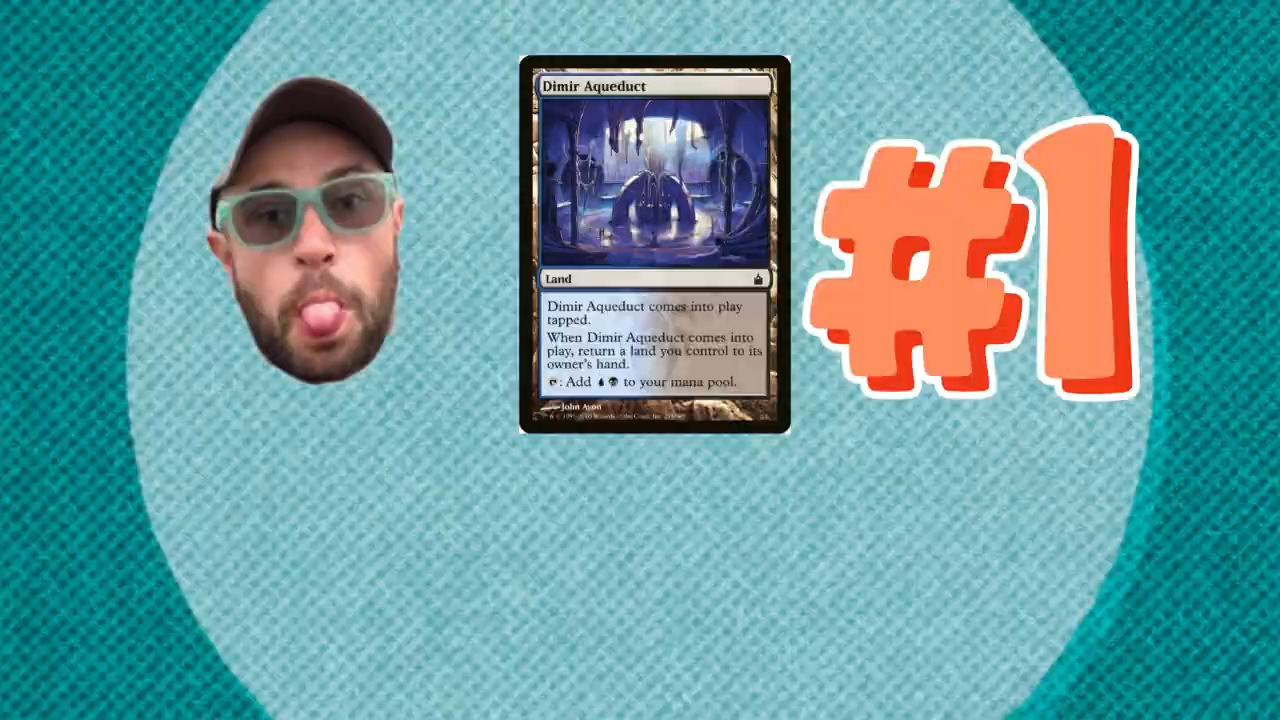 Dimir Aqueduct
#1
Land
Dimir Aqueduct comes into play
tapped.
When Dimir Aqueduct comes into
play, return a land you control to its
owner's hand.
: Add to your mana pool.
John Avon